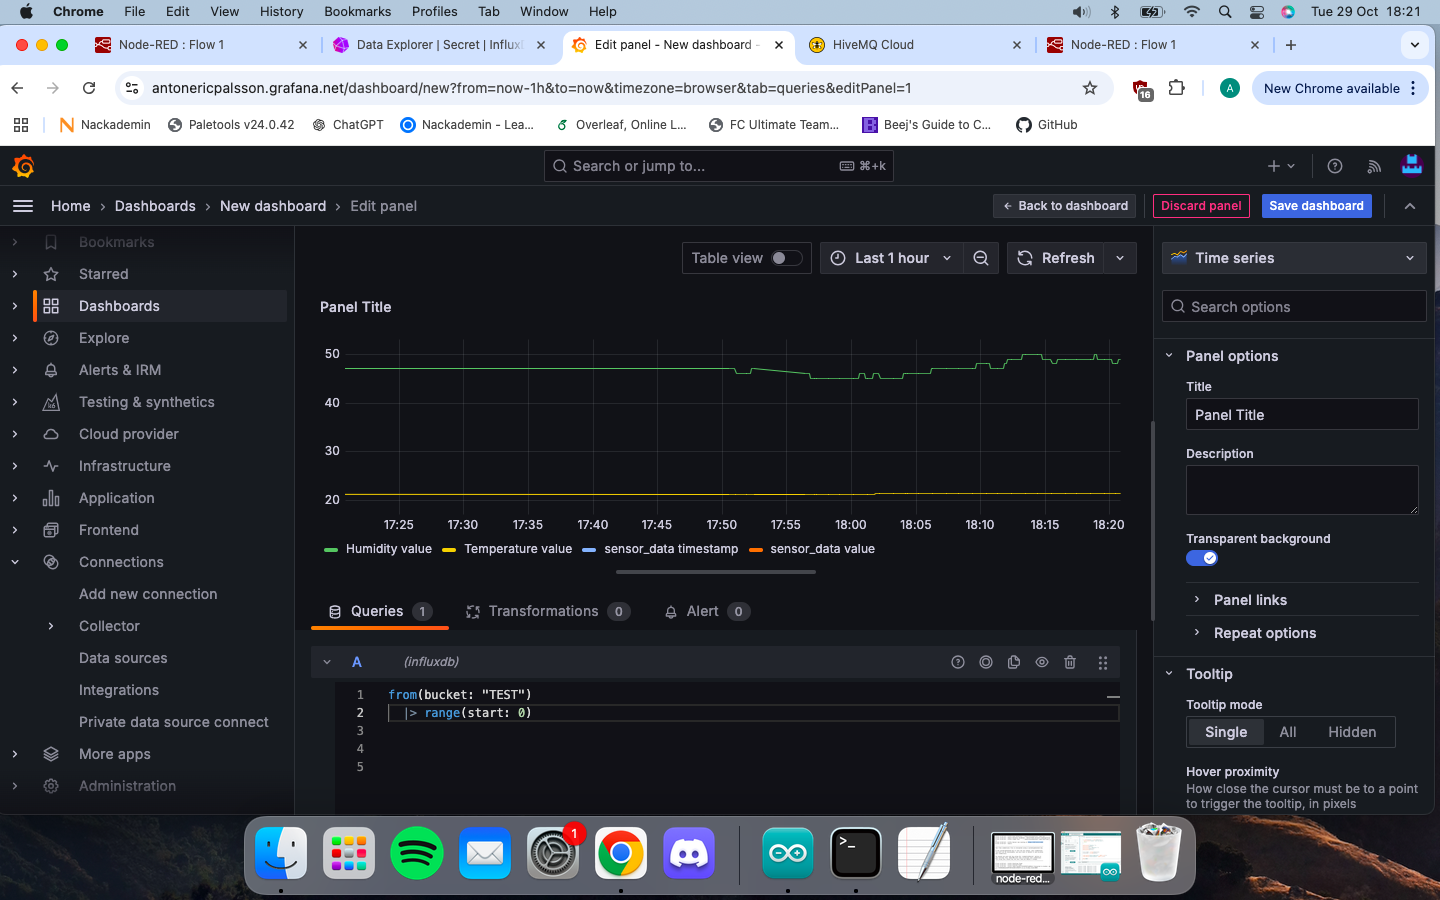 Chrome File Edit View History Bookmarks Profiles Tab Window Help Tue 29 Oct 18:21
Node-RED : Flow 1 Data Explorer | Secret | Influx Edit panel - New dashboard - HiveMQ Cloud Node-RED : Flow 1
antonericpalsson.grafana.net/dashboard/new?from=now-1h&to=now&timezone=browser&tab=queries&editPanel=1 16 A New Chrome available
Nackademin Paletools v24.0.42 ChatGPT Nackademin - Lea... Overleaf, Online L... FC Ultimate Team... Beej's Guide to C... GitHub
Search or jump to... ⌘+k
Home › Dashboards › New dashboard › Edit panel Back to dashboard Discard panel Save dashboard
Bookmarks
Starred
Dashboards
Explore
Alerts & IRM
Testing & synthetics
Cloud provider
Infrastructure
Application
Frontend
Connections
Add new connection
Collector
Data sources
Integrations
Private data source connect
More apps
Administration
Table view Last 1 hour Refresh
Panel Title
50
40
30
20
17:25 17:30 17:35 17:40 17:45 17:50 17:55 18:00 18:05 18:10 18:15 18:20
Humidity value Temperature value sensor_data timestamp sensor_data value
Queries 1 Transformations 0 Alert 0
A (influxdb)
1 from(bucket: "TEST")
2 |> range(start: 0)
3
4
5
Time series
Search options
Panel options
Title
Panel Title
Description
Transparent background
Panel links
Repeat options
Tooltip
Tooltip mode
Single All Hidden
Hover proximity
How close the cursor must be to a point
to trigger the tooltip, in pixels
1
>_
node-red...